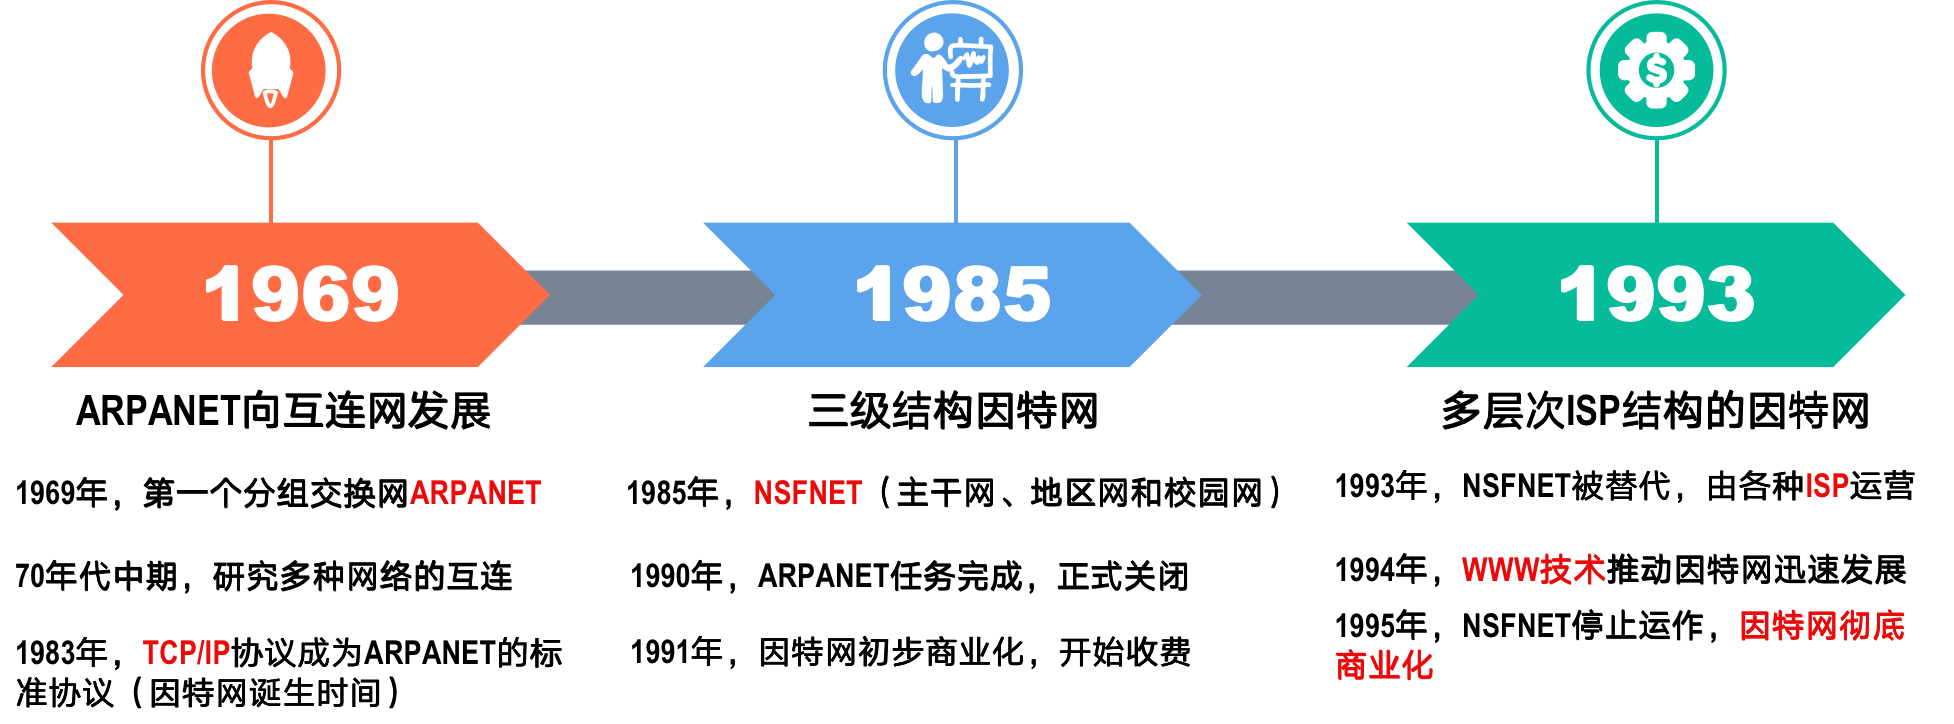 1969
ARPANET向互连网发展
1969年，第一个分组交换网ARPANET
70年代中期，研究多种网络的互连
1983年，TCP/IP协议成为ARPANET的标
准协议（因特网诞生时间）
1985
三级结构因特网
1985年，NSFNET（主干网、地区网和校园网）
1990年，ARPANET任务完成，正式关闭
1991年，因特网初步商业化，开始收费
1993
多层次ISP结构的因特网
1993年，NSFNET被替代，由各种ISP运营
1994年，WWW技术推动因特网迅速发展
1995年，NSFNET停止运作，因特网彻底
商业化